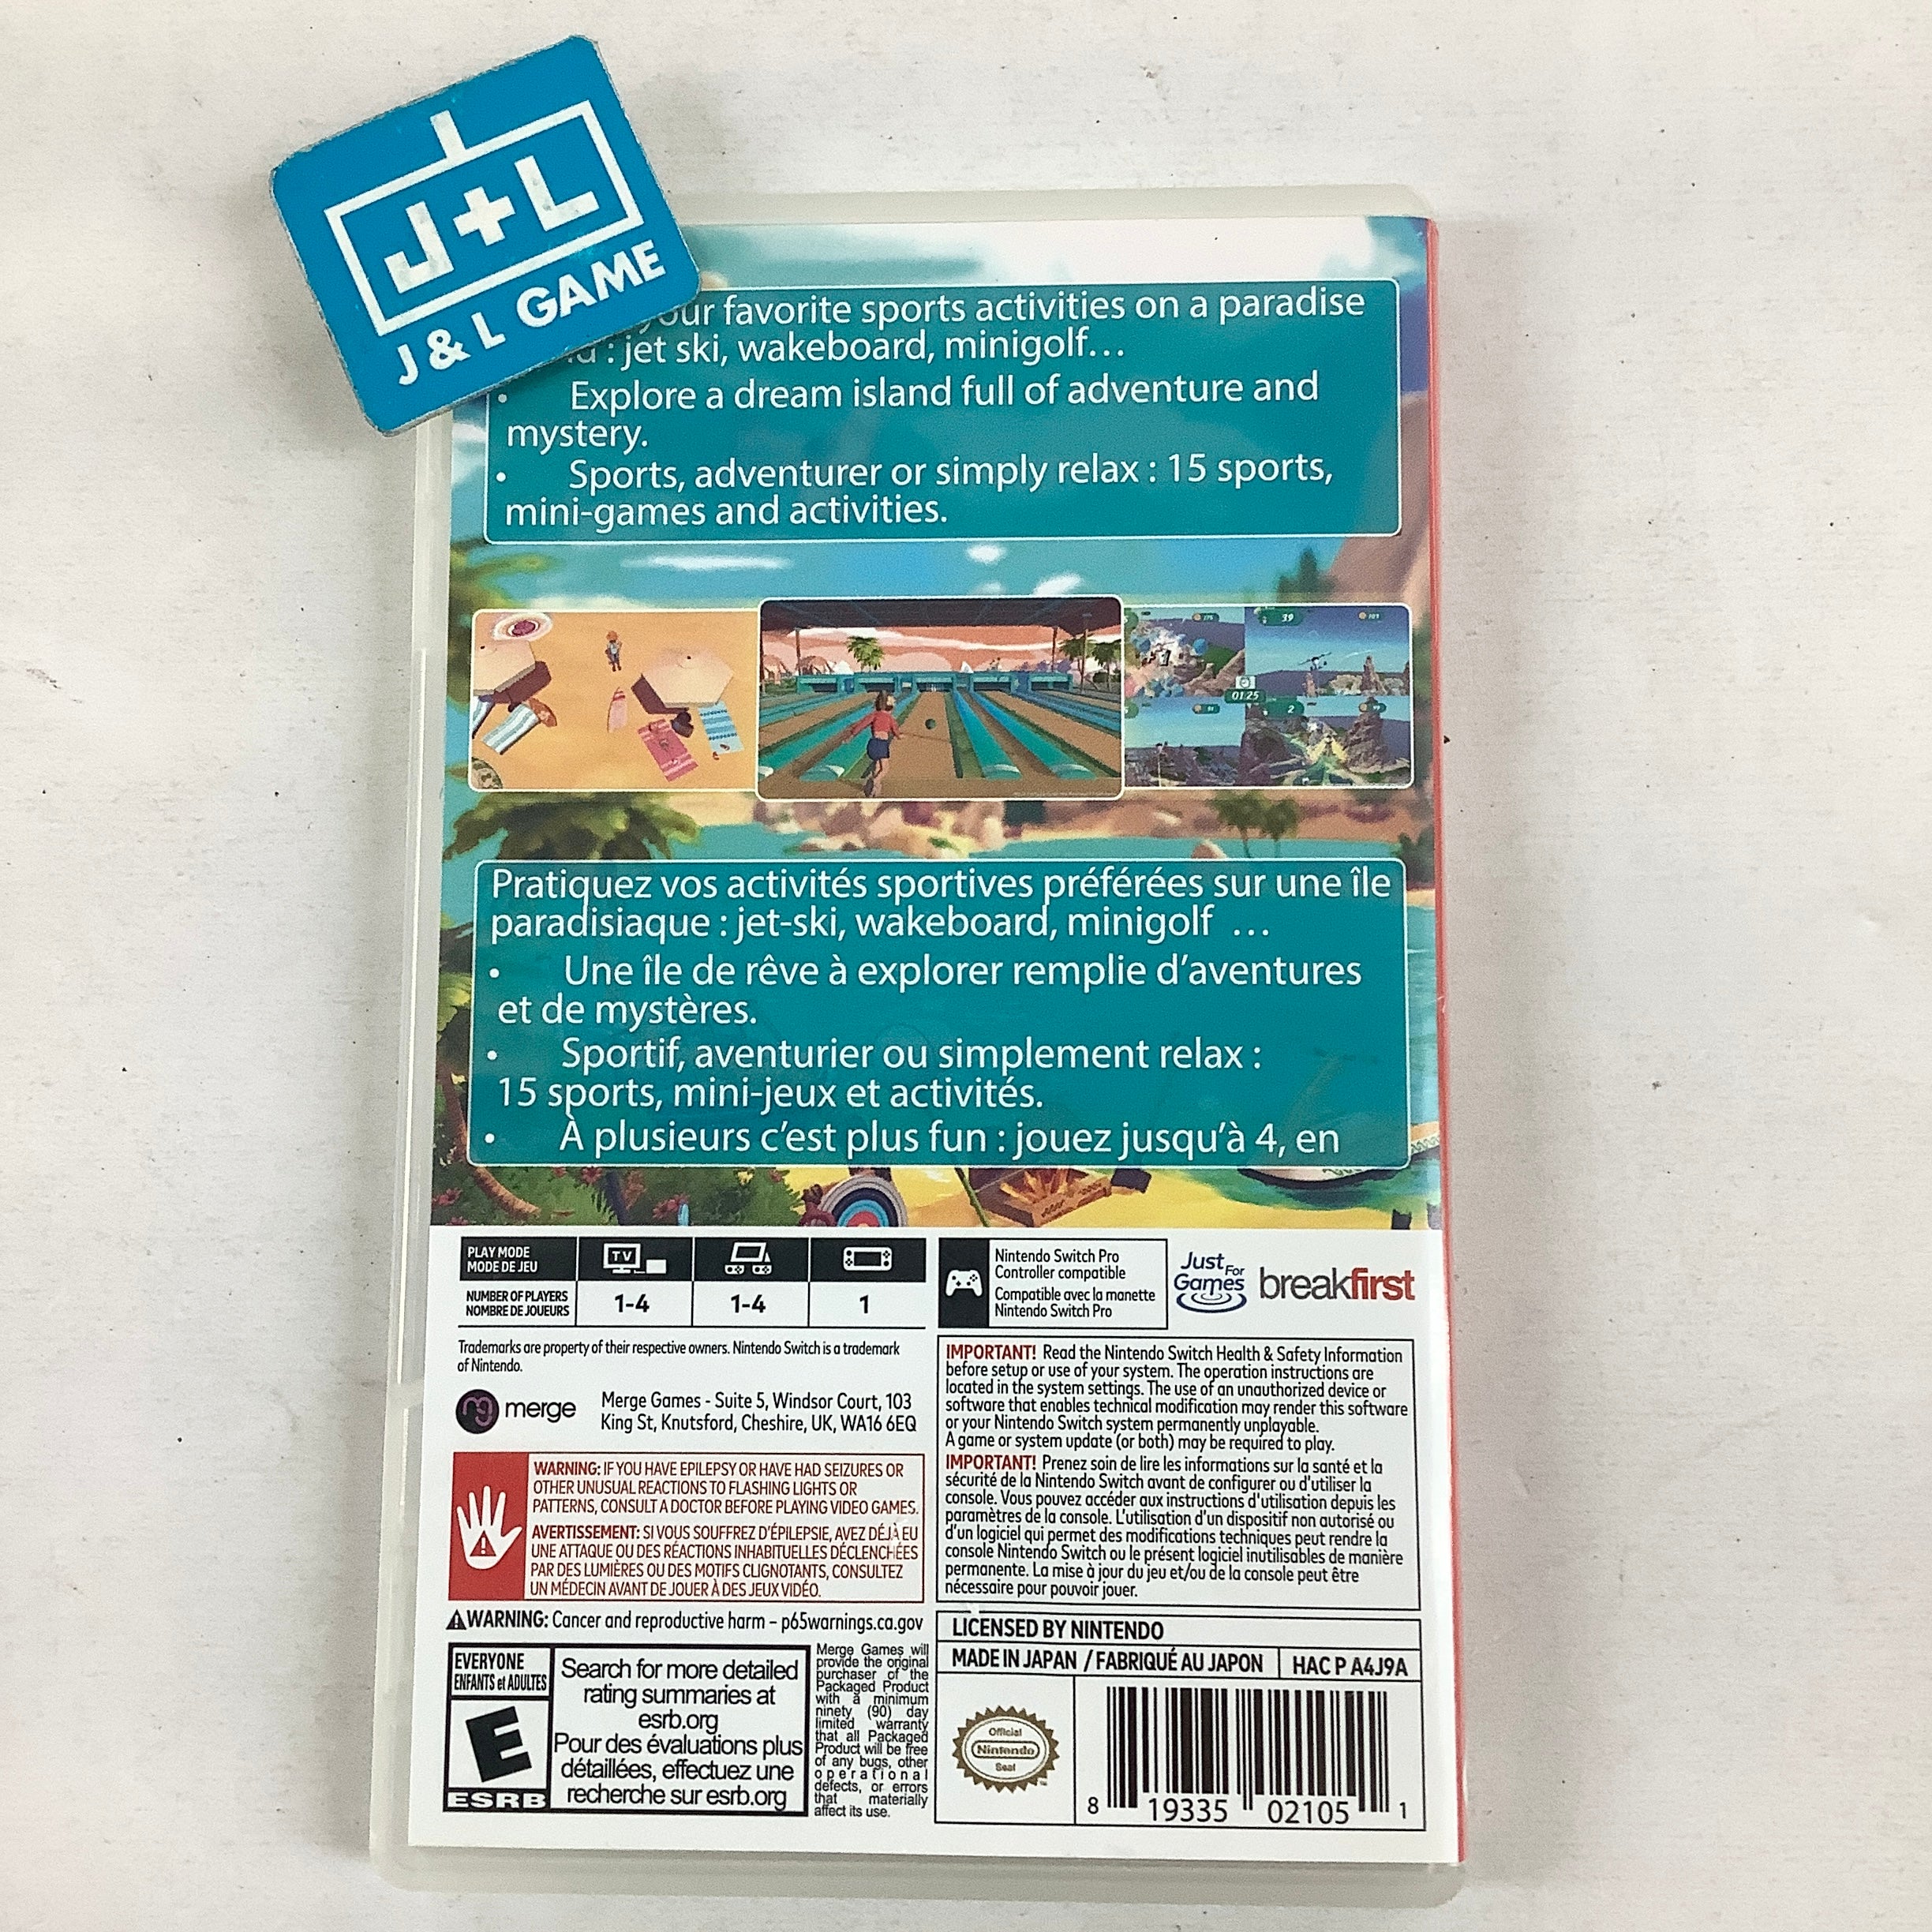 J+L
J & L GAME
your favorite sports activities on a paradise
: jet ski, wakeboard, minigolf...
• Explore a dream island full of adventure and
mystery.
• Sports, adventurer or simply relax : 15 sports,
mini-games and activities.
39
01:25
2
Pratiquez vos activités sportives préférées sur une île
paradisiaque : jet-ski, wakeboard, minigolf ...
• Une île de rêve à explorer remplie d'aventures
et de mystères.
• Sportif, aventurier ou simplement relax :
15 sports, mini-jeux et activités.
• À plusieurs c'est plus fun : jouez jusqu'à 4, en
PLAY MODE
MODE DE JEU
TV
NUMBER OF PLAYERS
NOMBRE DE JOUEURS
1-4
1-4
1
Nintendo Switch Pro
Controller compatible
Compatible avec la manette
Nintendo Switch Pro
Just
For
Games
breakfirst
Trademarks are property of their respective owners. Nintendo Switch is a trademark
of Nintendo.
merge
Merge Games - Suite 5, Windsor Court, 103
King St, Knutsford, Cheshire, UK, WA16 6EQ
WARNING: IF YOU HAVE EPILEPSY OR HAVE HAD SEIZURES OR
OTHER UNUSUAL REACTIONS TO FLASHING LIGHTS OR
PATTERNS, CONSULT A DOCTOR BEFORE PLAYING VIDEO GAMES.
AVERTISSEMENT: SI VOUS SOUFFREZ D'ÉPILEPSIE, AVEZ DÉJÀ EU
UNE ATTAQUE OU DES RÉACTIONS INHABITUELLES DÉCLENCHÉES
PAR DES LUMIÈRES OU DES MOTIFS CLIGNOTANTS, CONSULTEZ
UN MÉDECIN AVANT DE JOUER À DES JEUX VIDÉO.
WARNING: Cancer and reproductive harm – p65warnings.ca.gov
EVERYONE
ENFANTS et ADULTES
E
ESRB
Search for more detailed
rating summaries at
esrb.org
Pour des évaluations plus
détaillées, effectuez une
recherche sur esrb.org
Merge Games will
provide the original
purchaser of the
Packaged Product
with a minimum
ninety (90) day
limited warranty
that all Packaged
Product will be free
of any bugs, other
operational
defects, or errors
that materially
affect its use.
IMPORTANT! Read the Nintendo Switch Health & Safety Information
before setup or use of your system. The operation instructions are
located in the system settings. The use of an unauthorized device or
software that enables technical modification may render this software
or your Nintendo Switch system permanently unplayable.
A game or system update (or both) may be required to play.
IMPORTANT! Prenez soin de lire les informations sur la santé et la
sécurité de la Nintendo Switch avant de configurer ou d'utiliser la
console. Vous pouvez accéder aux instructions d'utilisation depuis les
paramètres de la console. L'utilisation d'un dispositif non autorisé ou
d'un logiciel qui permet des modifications techniques peut rendre la
console Nintendo Switch ou le présent logiciel inutilisables de manière
permanente. La mise à jour du jeu et/ou de la console peut être
nécessaire pour pouvoir jouer.
LICENSED BY NINTENDO
MADE IN JAPAN / FABRIQUÉ AU JAPON
HAC P A4J9A
Official
Nintendo
Seal
TM
8 19335 02105 1